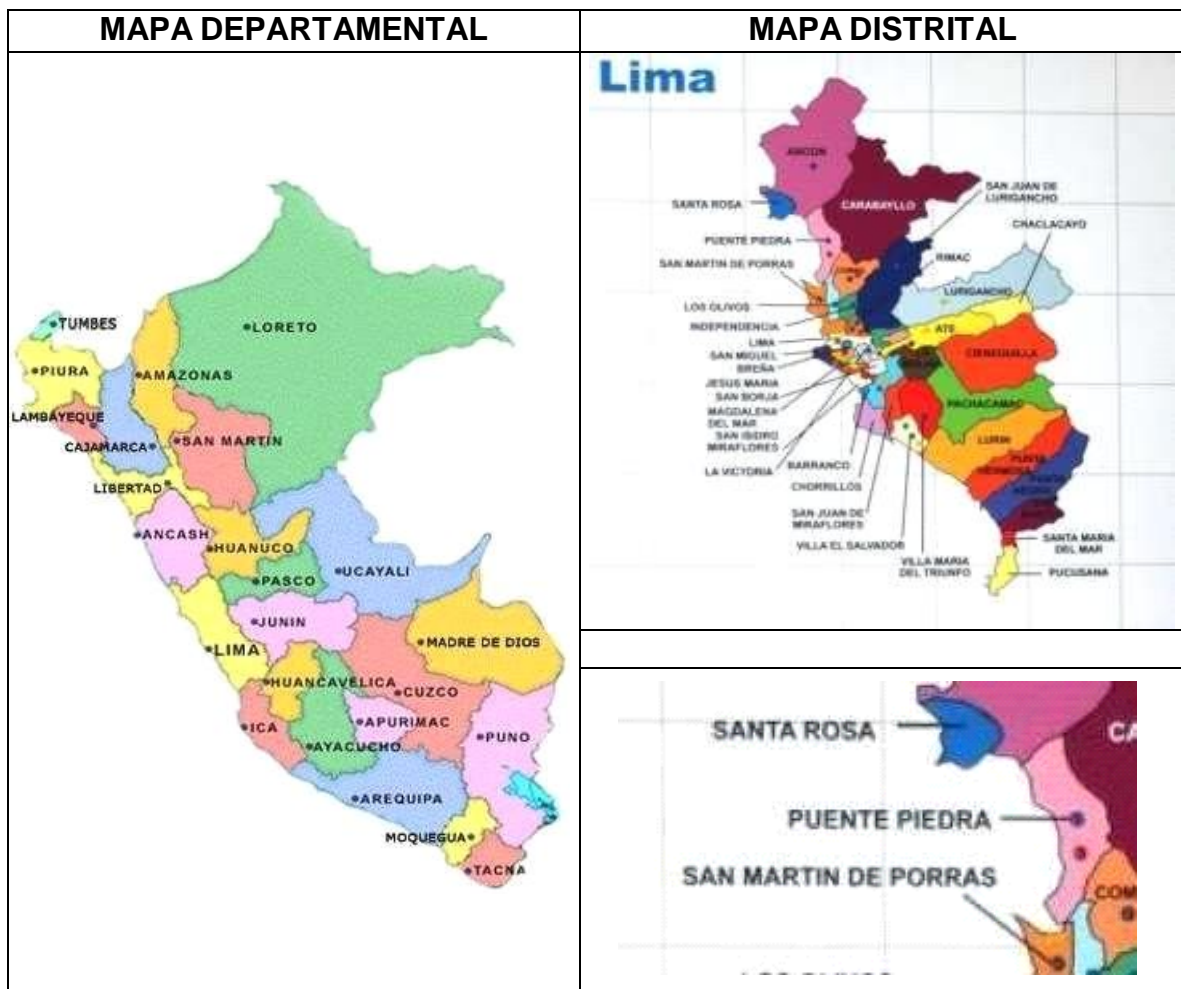 MAPA DEPARTAMENTAL
MAPA DISTRITAL
TUMBES
LORETO
PIURA
AMAZONAS
LAMBAYEQUE
CAJAMARCA
SAN MARTIN
LIBERTAD
ANCASH
HUANUCO
PASCO
UCAYALI
JUNIN
LIMA
MADRE DE DIOS
HUANCAVELICA
CUZCO
ICA
APURIMAC
AYACUCHO
PUNO
AREQUIPA
MOQUEGUA
TACNA
Lima
ANCON
SANTA ROSA
CARABAYLLO
SAN JUAN DE
LURIGANCHO
CHACLACAYO
PUENTE PIEDRA
SAN MARTIN DE PORRAS
RIMAC
LURIGANCHO
LOS OLIVOS
INDEPENDENCIA
ATE
LIMA
SAN MIGUEL
BREÑA
CIENEGUILLA
JESUS MARIA
SAN BORJA
MAGDALENA
DEL MAR
SAN ISIDRO
MIRAFLORES
PACHACAMAC
LURIN
LA VICTORIA
BARRANCO
CHORRILLOS
PUNTA
HERMOSA
SAN JUAN DE
MIRAFLORES
VILLA EL SALVADOR
VILLA MARIA
DEL TRIUNFO
SANTA MARIA
DEL MAR
PUCUSANA
SANTA ROSA
CA
PUENTE PIEDRA
SAN MARTIN DE PORRAS
COM